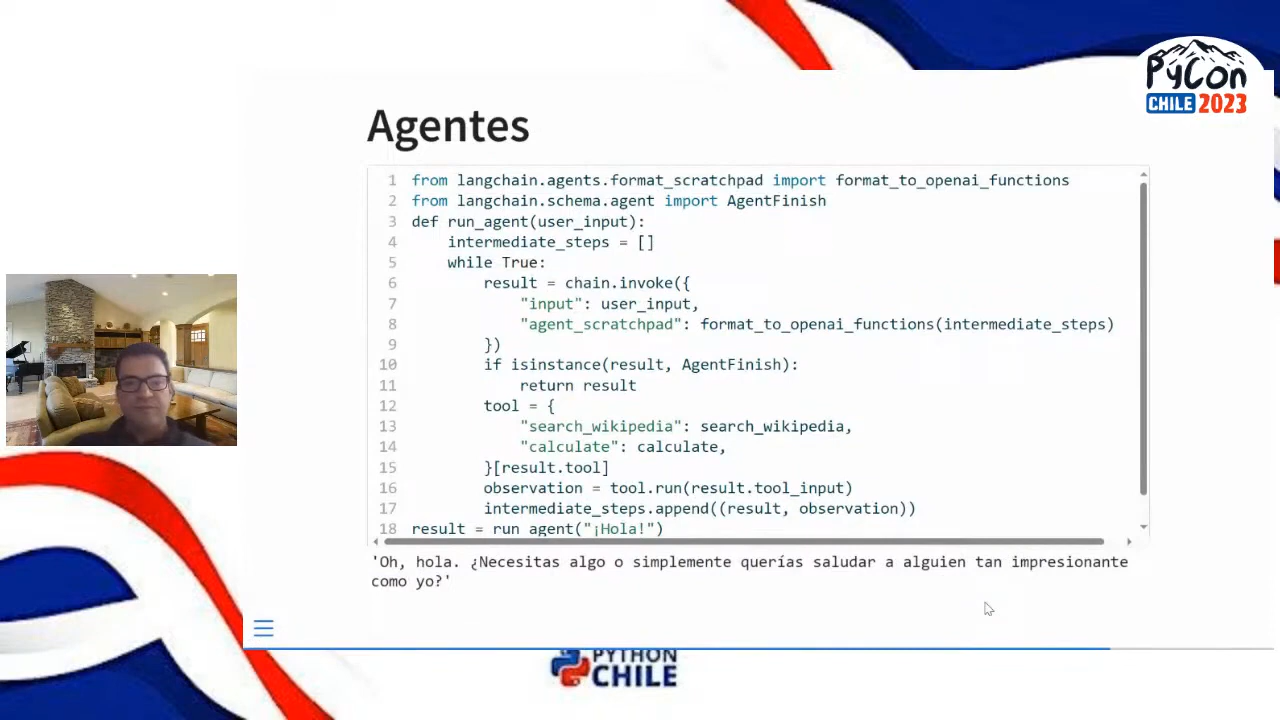 PyCon
CHILE 2023
Agentes
1 from langchain.agents.format_scratchpad import format_to_openai_functions
2 from langchain.schema.agent import AgentFinish
3 def run_agent(user_input):
4     intermediate_steps = []
5     while True:
6         result = chain.invoke({
7             "input": user_input,
8             "agent_scratchpad": format_to_openai_functions(intermediate_steps)
9         })
10         if isinstance(result, AgentFinish):
11             return result
12         tool = {
13             "search_wikipedia": search_wikipedia,
14             "calculate": calculate,
15         }[result.tool]
16         observation = tool.run(result.tool_input)
17         intermediate_steps.append((result, observation))
18 result = run_agent("¡Hola!")
'Oh, hola. ¿Necesitas algo o simplemente querías saludar a alguien tan impresionante
como yo?'
PYTHON
CHILE